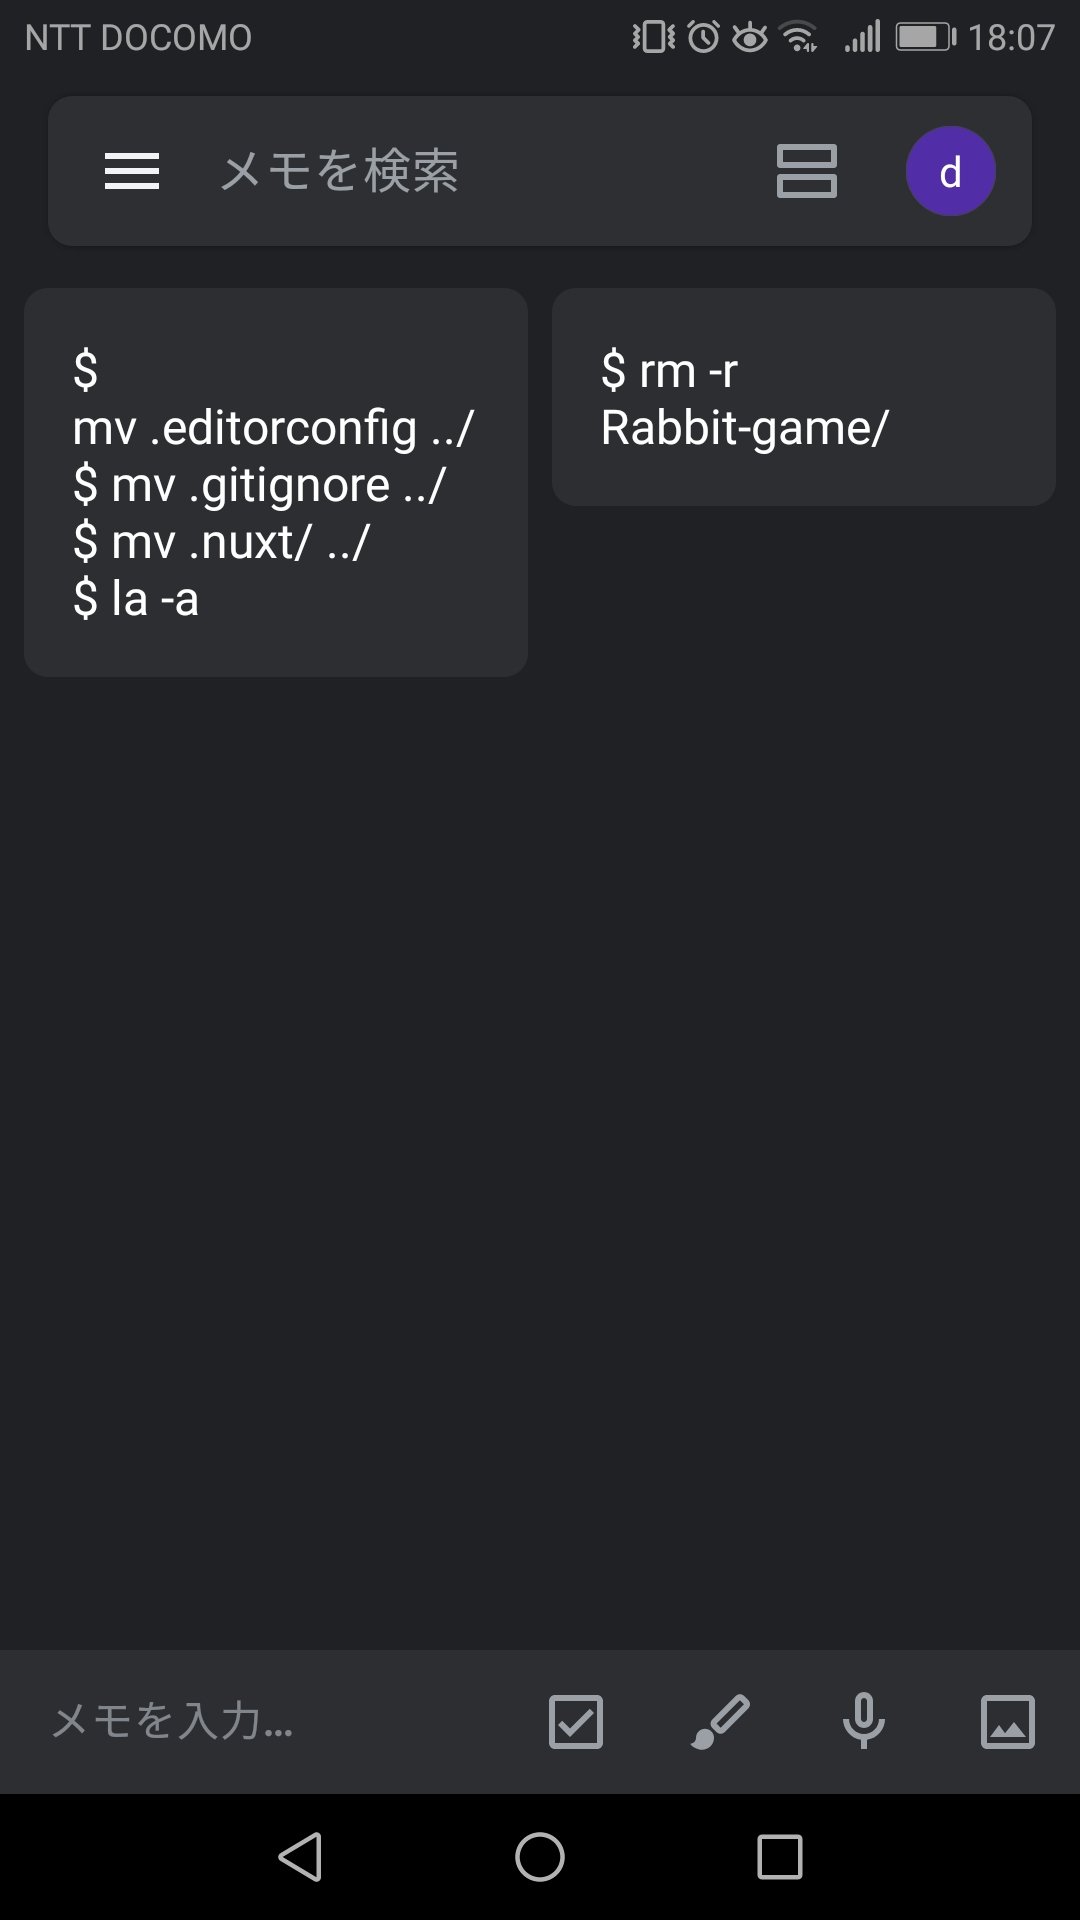 NTT DOCOMO 18:07
メモを検索
d
$
mv .editorconfig ../
$ mv .gitignore ../
$ mv .nuxt/ ../
$ la -a
$ rm -r
Rabbit-game/
メモを入力...